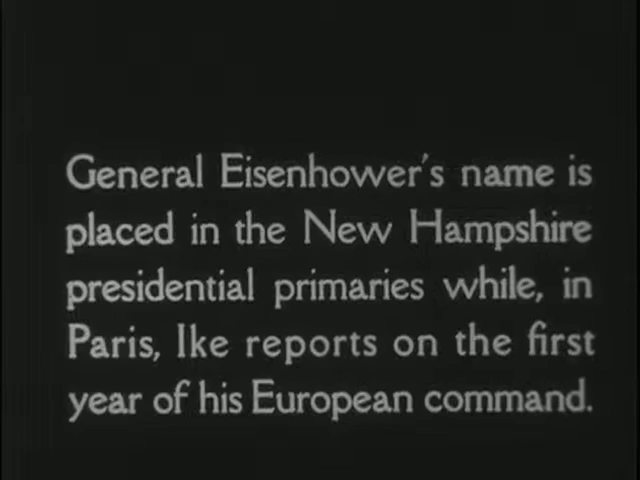 General Eisenhower's name is
placed in the New Hampshire
presidential primaries while, in
Paris, Ike reports on the first
year of his European command.